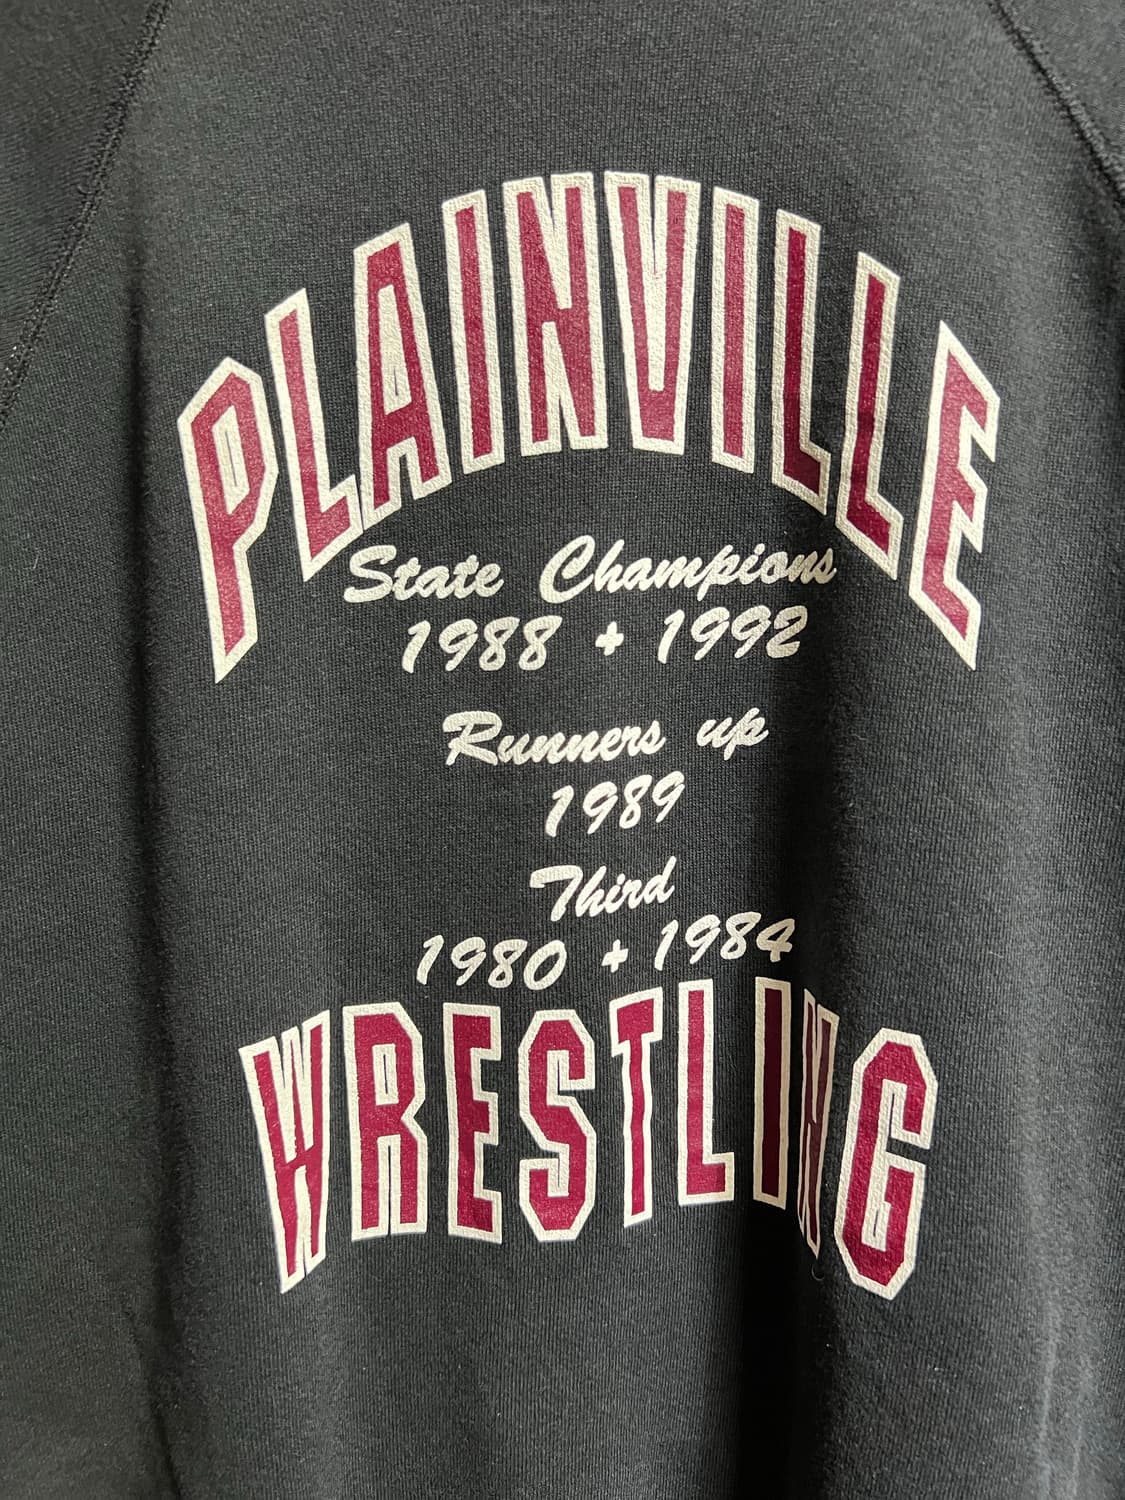 PLAINVILLE
State Champions
1988 + 1992
Runners up
1989
Third
1980 + 1984
WRESTLING